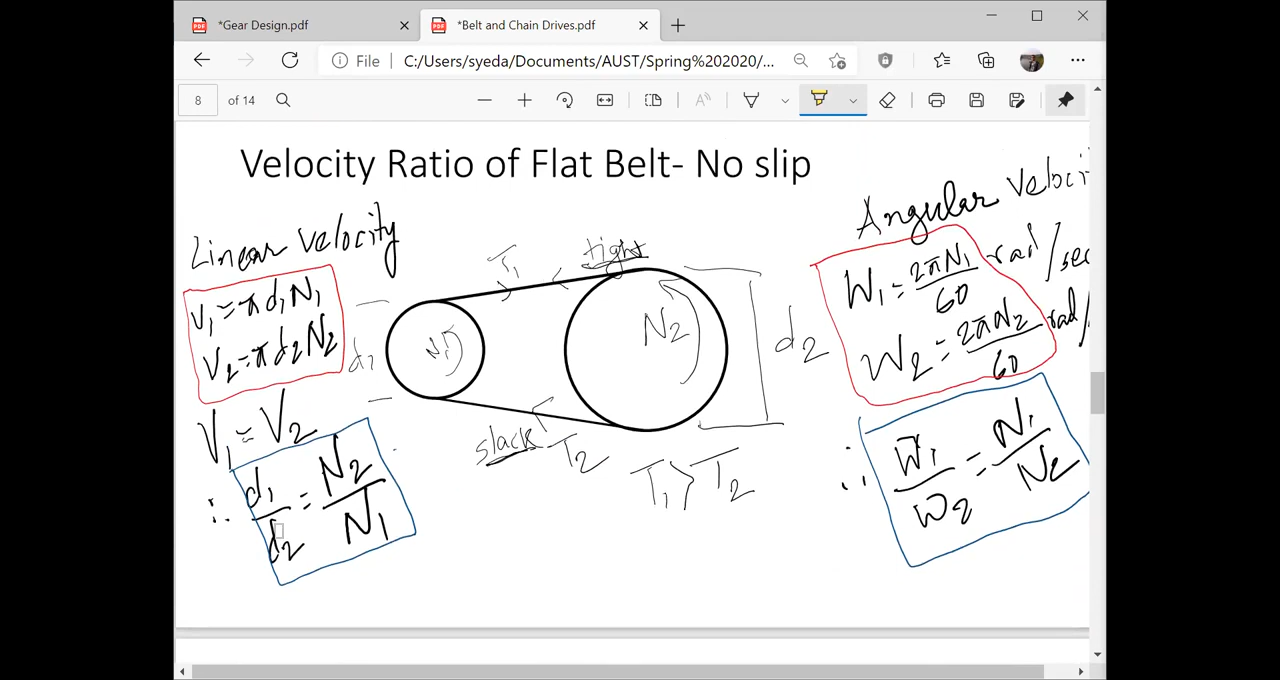 *Gear Design.pdf
*Belt and Chain Drives.pdf
File
C:/Users/syeda/Documents/AUST/Spring%202020/...
8
of 14
Velocity Ratio of Flat Belt- No slip
Linear Velocity
V1 = πd1N1
V2 = πd2N2
V1 = V2
∴ d1/d2 = N2/N1
T1
tight
N1
N2
d2
slack
T2
T1 > T2
Angular Veloci
W1 = 2πN1/60 rad/sec
W2 = 2πN2/60 rad/
∴ W1/W2 = N1/N2